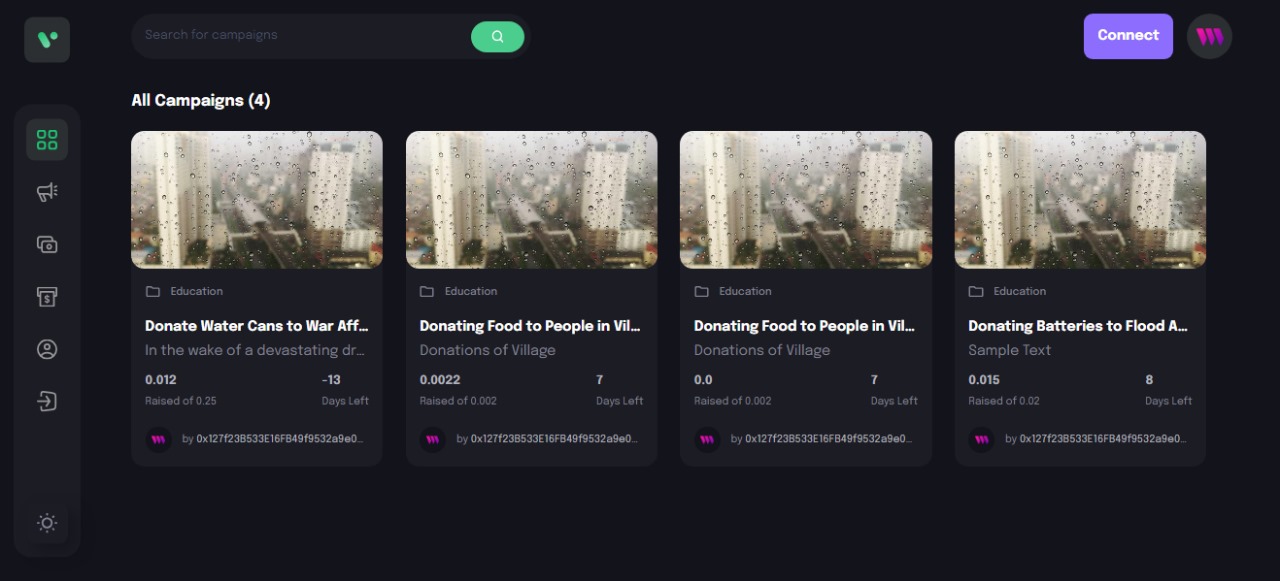 Search for campaigns
Connect
All Campaigns (4)
Education
Donate Water Cans to War Aff...
In the wake of a devastating dr...
0.012 -13
Raised of 0.25 Days Left
by 0x127f23B533E16FB49f9532a9e0...
Education
Donating Food to People in Vil...
Donations of Village
0.0022 7
Raised of 0.002 Days Left
by 0x127f23B533E16FB49f9532a9e0...
Education
Donating Food to People in Vil...
Donations of Village
0.0 7
Raised of 0.002 Days Left
by 0x127f23B533E16FB49f9532a9e0...
Education
Donating Batteries to Flood A...
Sample Text
0.015 8
Raised of 0.02 Days Left
by 0x127f23B533E16FB49f9532a9e0...